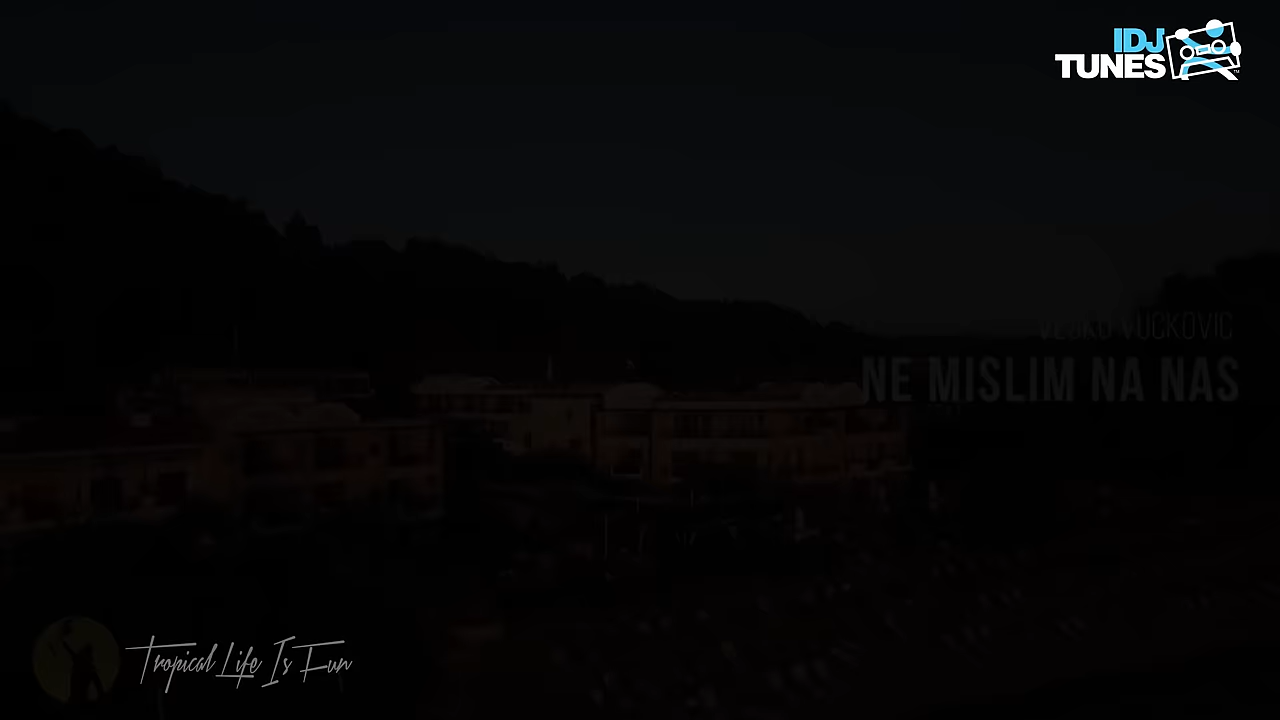 IDJ
TUNES
VELJKO VUCKOVIC
NE MISLIM NA NAS
Tropical Life Is Fun